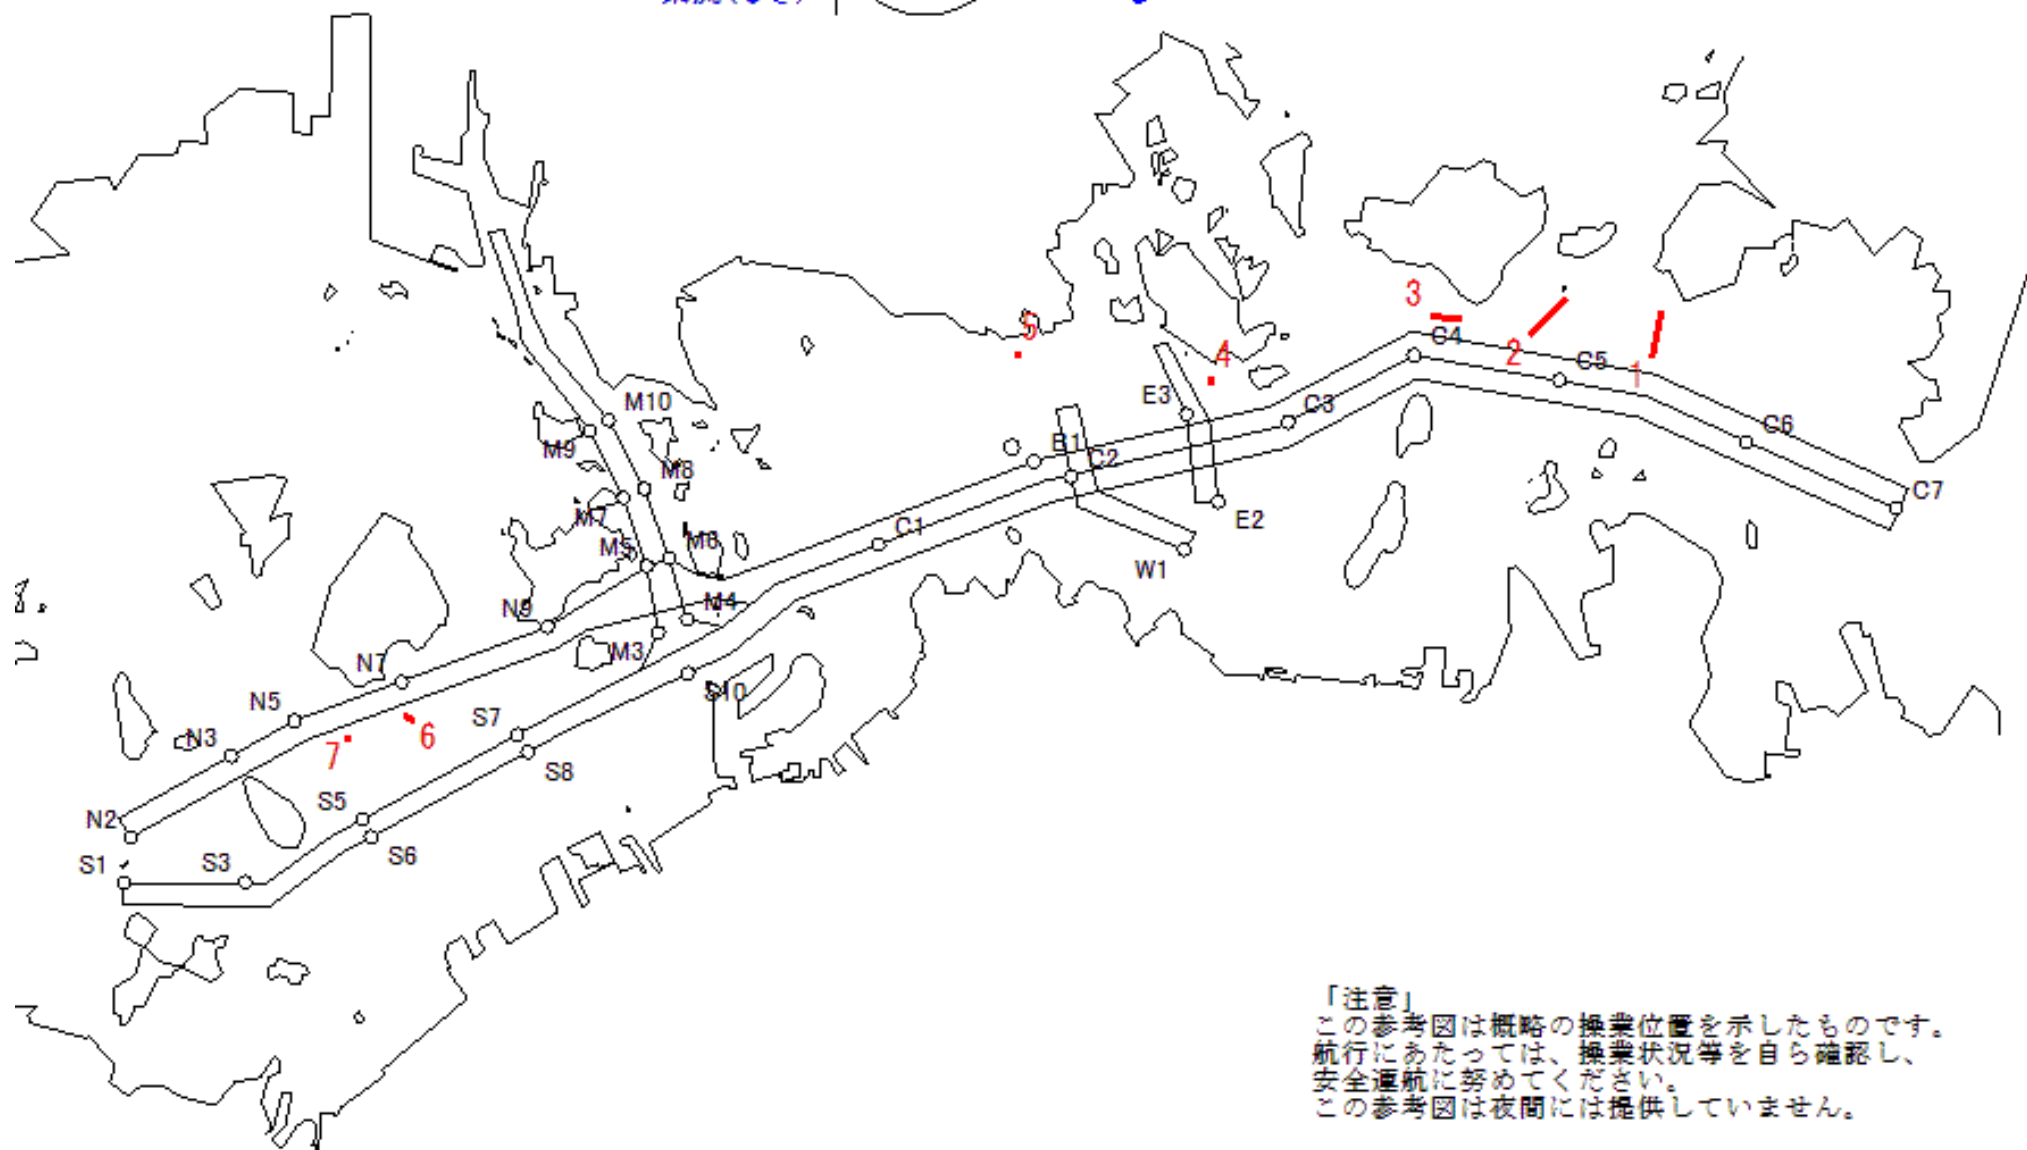 3
C4
5
2
C5
1
4
E3
M10
C3
C6
B1
M9
C2
M8
C7
M7
E2
C1
M6
M5
W1
N9
M4
M3
N7
S10
N5
S7
6
N3
7
S8
S5
N2
S6
S1
S3
「注意」
この参考図は概略の操業位置を示したものです。
航行にあたっては、操業状況等を自ら確認し、
安全運航に努めてください。
この参考図は夜間には提供していません。